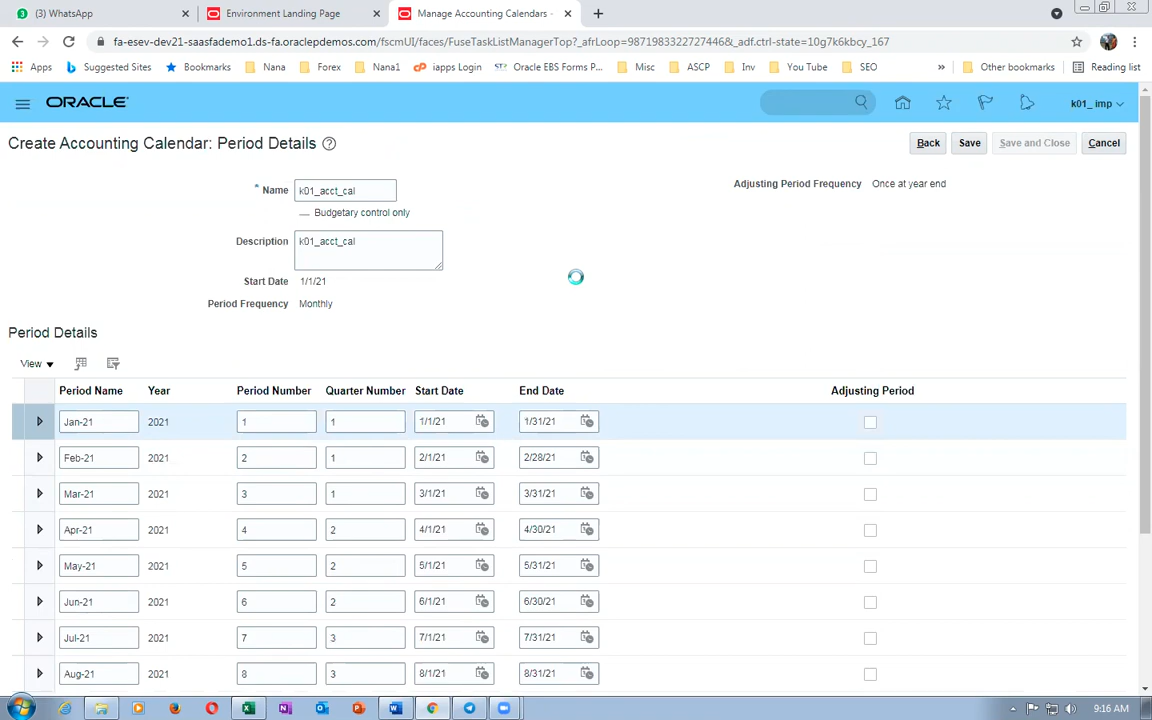 (3) WhatsApp
Environment Landing Page
Manage Accounting Calendars -
fa-esev-dev21-saasfademo1.ds-fa.oraclepdemos.com/fscmUI/faces/FuseTaskListManagerTop?_afrLoop=9871983322727446&_adf.ctrl-state=10g7k6kbcy_167
Apps Suggested Sites Bookmarks Nana Forex Nana1 iapps Login Oracle EBS Forms P... Misc ASCP Inv You Tube SEO » Other bookmarks Reading list
ORACLE
k01_ imp
Create Accounting Calendar: Period Details
Back Save Save and Close Cancel
* Name k01_acct_cal
Adjusting Period Frequency Once at year end
Budgetary control only
Description k01_acct_cal
Start Date 1/1/21
Period Frequency Monthly
Period Details
View
Period Name Year Period Number Quarter Number Start Date End Date Adjusting Period
Jan-21 2021 1 1 1/1/21 1/31/21
Feb-21 2021 2 1 2/1/21 2/28/21
Mar-21 2021 3 1 3/1/21 3/31/21
Apr-21 2021 4 2 4/1/21 4/30/21
May-21 2021 5 2 5/1/21 5/31/21
Jun-21 2021 6 2 6/1/21 6/30/21
Jul-21 2021 7 3 7/1/21 7/31/21
Aug-21 2021 8 3 8/1/21 8/31/21
9:16 AM